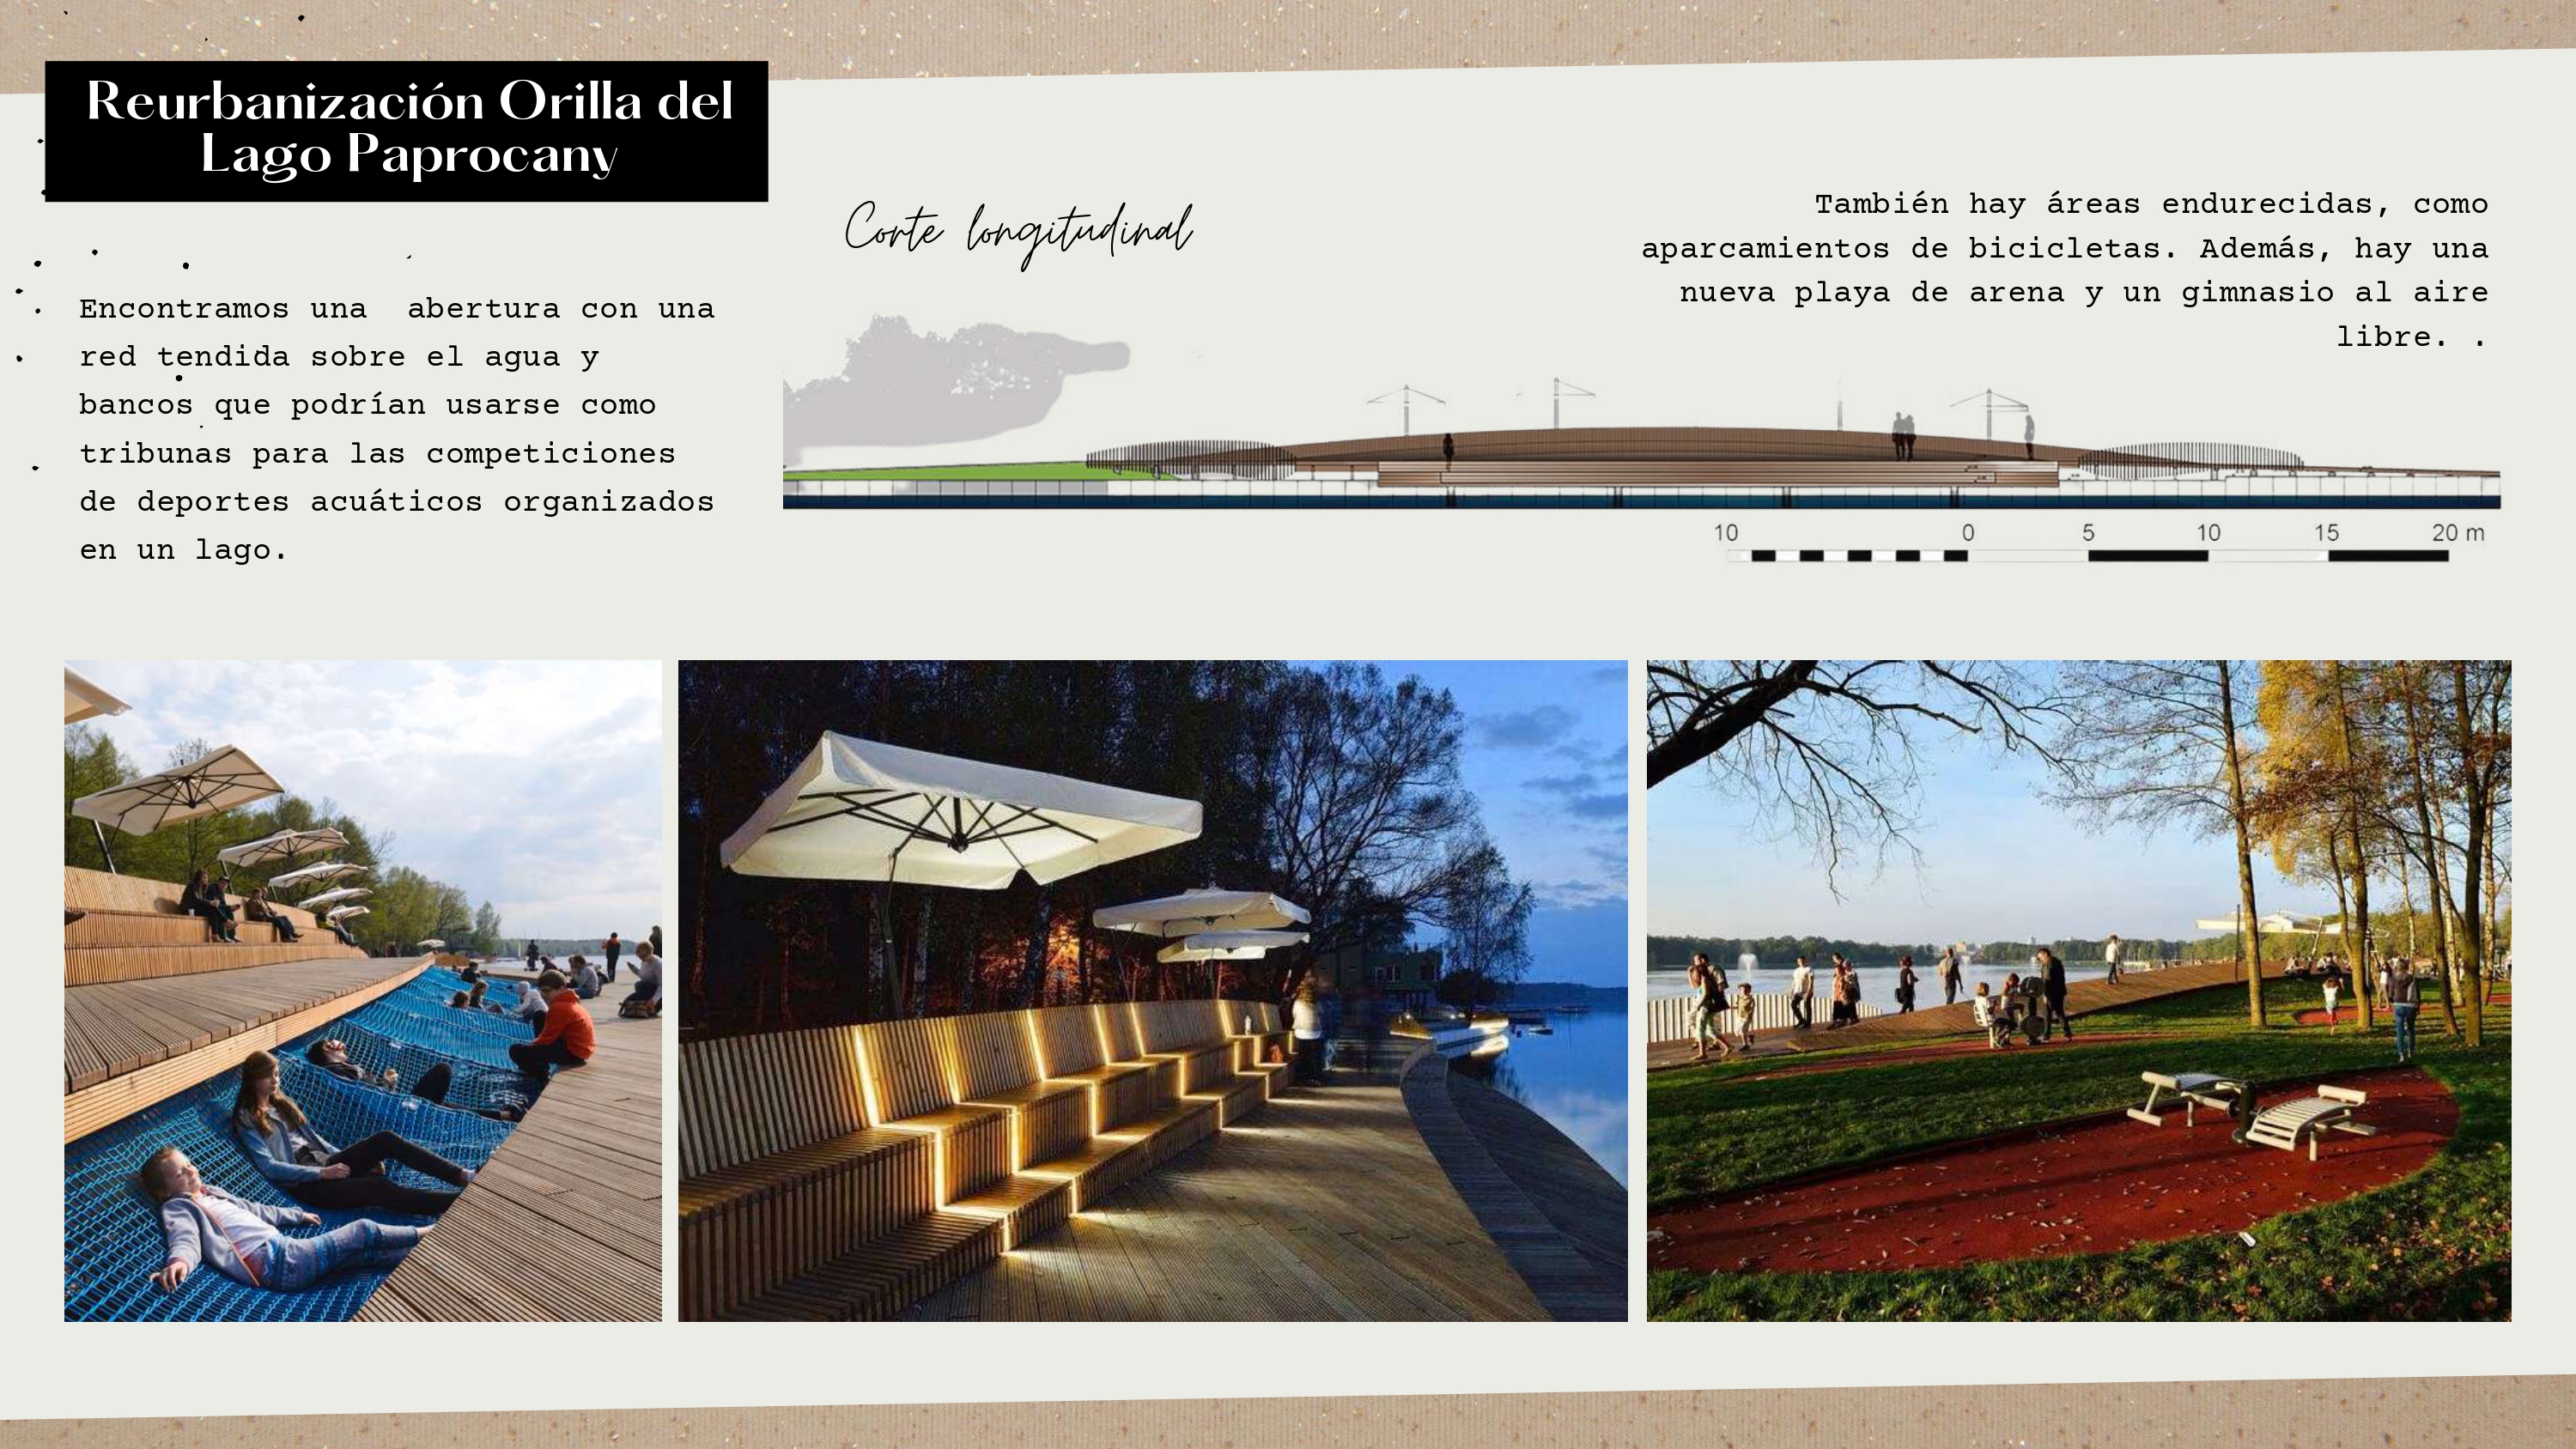 Reurbanización Orilla del
Lago Paprocany
Encontramos una  abertura con una
red tendida sobre el agua y
bancos que podrían usarse como
tribunas para las competiciones
de deportes acuáticos organizados
en un lago.
Corte longitudinal
También hay áreas endurecidas, como
aparcamientos de bicicletas. Además, hay una
nueva playa de arena y un gimnasio al aire
libre. .
10 0 5 10 15 20 m